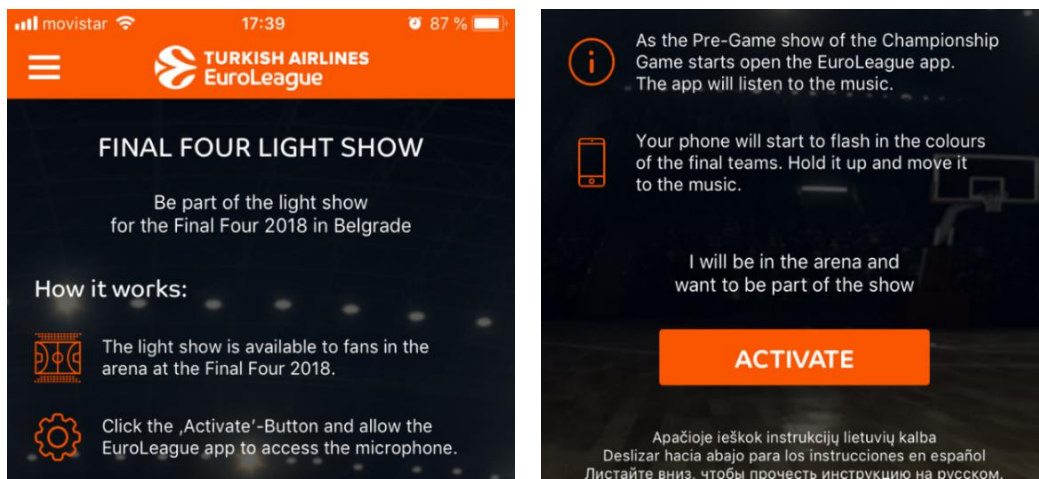 movistar 17:39 87 %
TURKISH AIRLINES
EuroLeague
FINAL FOUR LIGHT SHOW
Be part of the light show
for the Final Four 2018 in Belgrade
How it works:
The light show is available to fans in the
arena at the Final Four 2018.
Click the ‚Activate‘-Button and allow the
EuroLeague app to access the microphone.
As the Pre-Game show of the Championship
Game starts open the EuroLeague app.
The app will listen to the music.
Your phone will start to flash in the colours
of the final teams. Hold it up and move it
to the music.
I will be in the arena and
want to be part of the show
ACTIVATE
Apačioje ieškok instrukcijų lietuvių kalba
Deslizar hacia abajo para los instrucciones en español
Листайте вниз, чтобы прочесть инструкцию на русском.